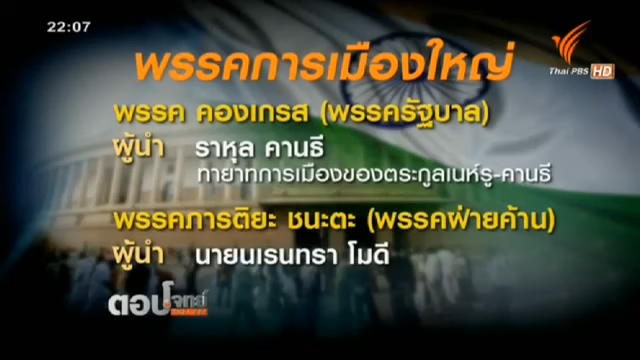 22:07
พรรคการเมืองใหญ่
Thai PBS HD
พรรค คองเกรส (พรรครัฐบาล)
ผู้นำ ราหุล คานธี
ทายาทการเมืองของตระกูลเนห์รู-คานธี
พรรคภารติยะ ชนะตะ (พรรคฝ่ายค้าน)
ผู้นำ นายนเรนทรา โมดี
ตอบโจทย์